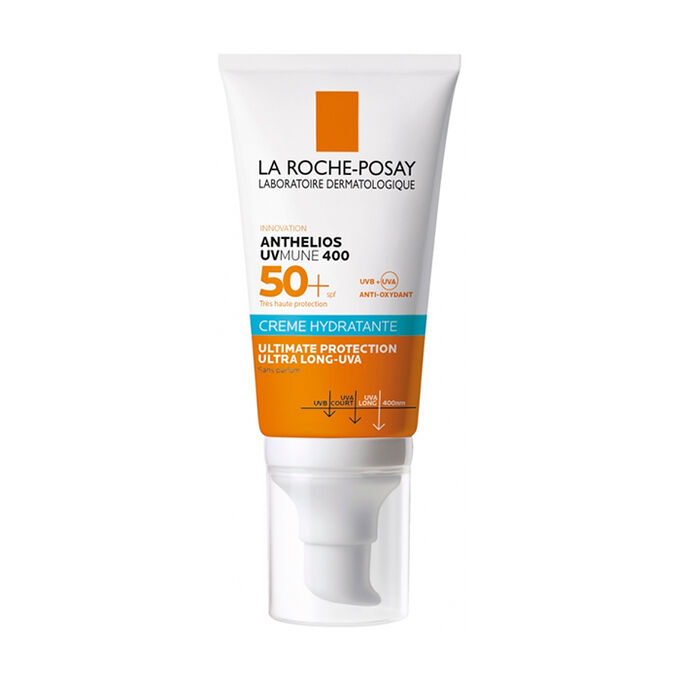 LA ROCHE-POSAY
LABORATOIRE DERMATOLOGIQUE
INNOVATION
ANTHELIOS
UVMUNE 400
50+ spf
Très haute protection
UVB + UVA
ANTI-OXYDANT
CREME HYDRATANTE
ULTIMATE PROTECTION
ULTRA LONG-UVA
Sans parfum
UVB
UVA COURT
UVA LONG
400nm